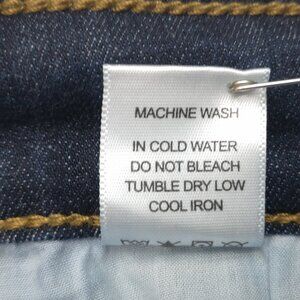 MACHINE WASH
IN COLD WATER
DO NOT BLEACH
TUMBLE DRY LOW
COOL IRON